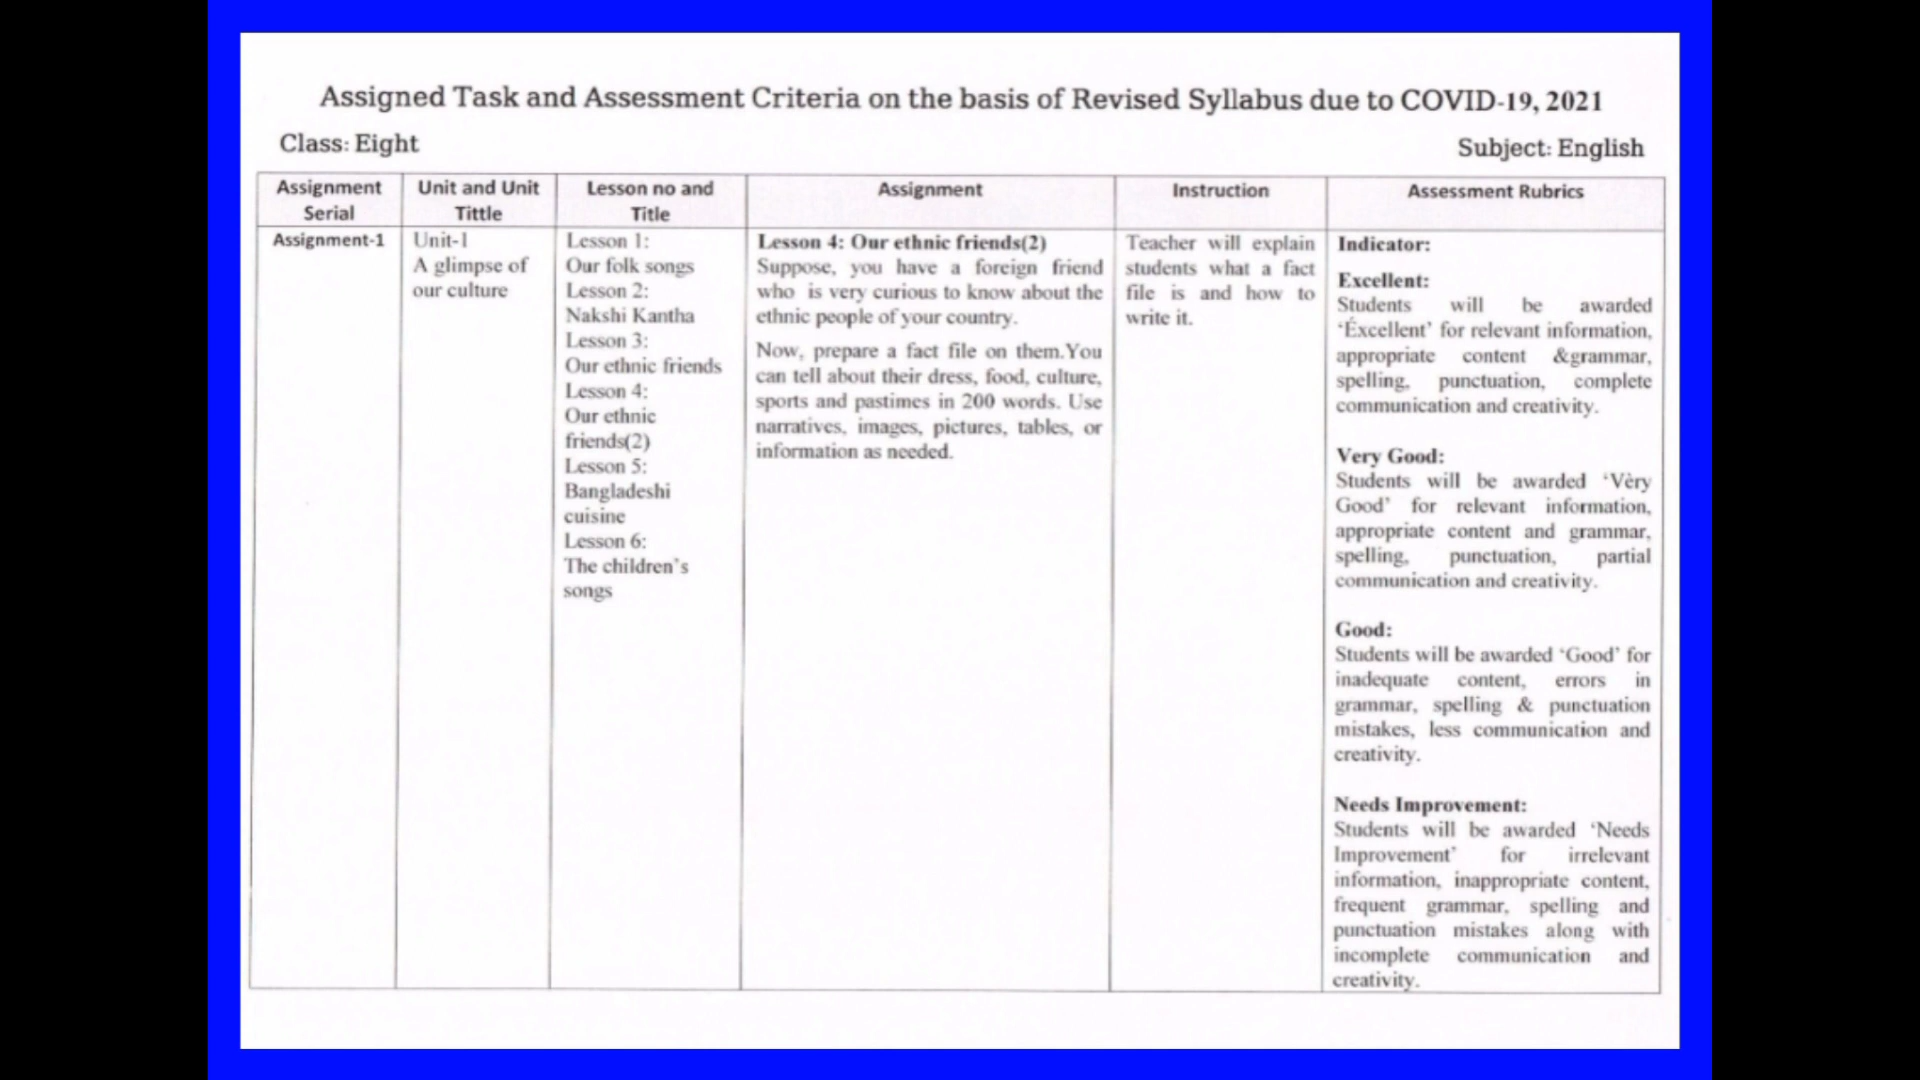 Assigned Task and Assessment Criteria on the basis of Revised Syllabus due to COVID-19, 2021
Class: Eight
Subject: English
Assignment Serial
Unit and Unit Tittle
Lesson no and Title
Assignment
Instruction
Assessment Rubrics
Assignment-1
Unit-1
A glimpse of
our culture
Lesson 1:
Our folk songs
Lesson 2:
Nakshi Kantha
Lesson 3:
Our ethnic friends
Lesson 4:
Our ethnic
friends(2)
Lesson 5:
Bangladeshi
cuisine
Lesson 6:
The children's
songs
Lesson 4: Our ethnic friends(2)
Suppose, you have a foreign friend
who is very curious to know about the
ethnic people of your country.
Now, prepare a fact file on them.You
can tell about their dress, food, culture,
sports and pastimes in 200 words. Use
narratives, images, pictures, tables, or
information as needed.
Teacher will explain
students what a fact
file is and how to
write it.
Indicator:
Excellent:
Students will be awarded
‘Éxcellent’ for relevant information,
appropriate content &grammar,
spelling, punctuation, complete
communication and creativity.
Very Good:
Students will be awarded ‘Vèry
Good’ for relevant information,
appropriate content and grammar,
spelling, punctuation, partial
communication and creativity.
Good:
Students will be awarded ‘Good’ for
inadequate content, errors in
grammar, spelling & punctuation
mistakes, less communication and
creativity.
Needs Improvement:
Students will be awarded ‘Needs
Improvement’ for irrelevant
information, inappropriate content,
frequent grammar, spelling and
punctuation mistakes along with
incomplete communication and
creativity.